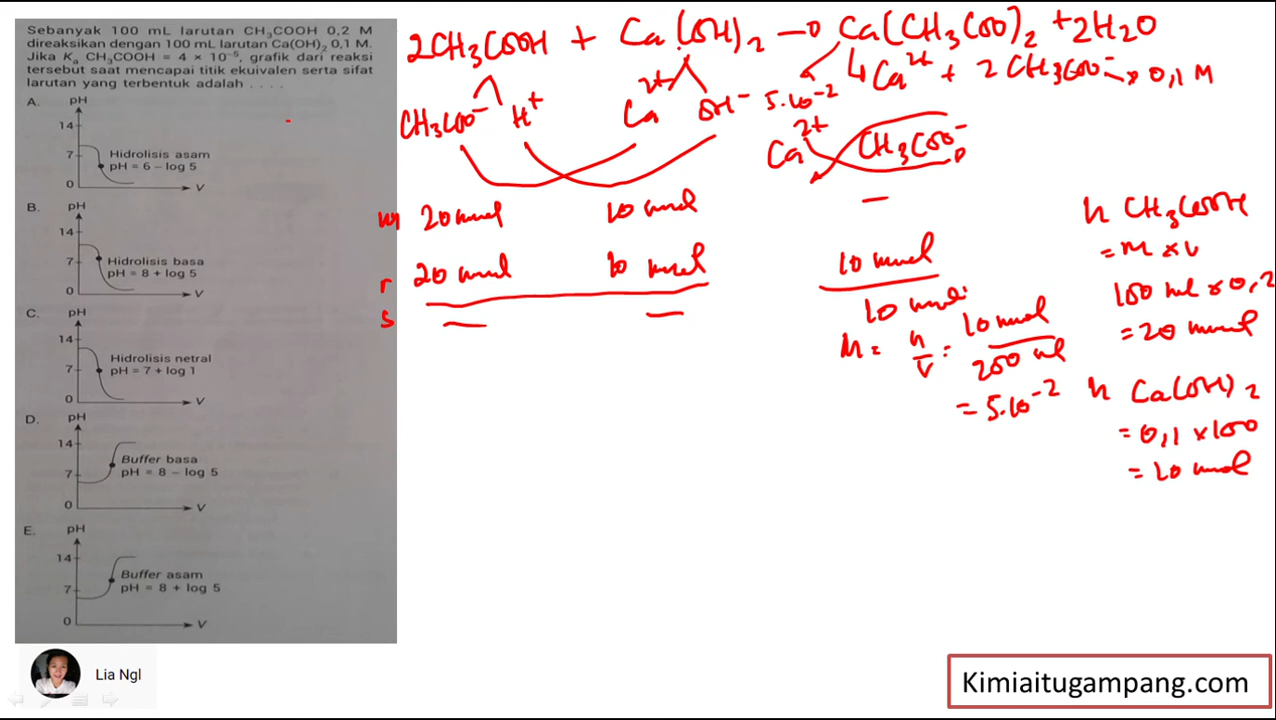 Sebanyak 100 mL larutan CH₃COOH 0,2 M
direaksikan dengan 100 mL larutan Ca(OH)₂ 0,1 M.
Jika Kₐ CH₃COOH = 4 × 10⁻⁵, grafik dari reaksi
tersebut saat mencapai titik ekuivalen serta sifat
larutan yang terbentuk adalah . . . .
A. pH
14
7
0
V
Hidrolisis asam
pH = 6 – log 5
B. pH
14
7
0
V
Hidrolisis basa
pH = 8 + log 5
C. pH
14
7
0
V
Hidrolisis netral
pH = 7 + log 1
D. pH
14
7
0
V
Buffer basa
pH = 8 – log 5
E. pH
14
7
0
V
Buffer asam
pH = 8 + log 5
2CH₃COOH + Ca(OH)₂ → Ca(CH₃COO)₂ + 2H₂O
Ca²⁺ + 2CH₃COO⁻ → 0,1 M
5.10⁻²
CH₃COO⁻ H⁺ Ca²⁺ OH⁻
Ca²⁺ CH₃COO⁻
m 20 mmol 10 mmol –
r 20 mmol 10 mmol 10 mmol
s – – 10 mmol
M = n/V = 10 mmol/200 ml
= 5.10⁻²
n CH₃COOH
= M × V
100 ml × 0,2
= 20 mmol
n Ca(OH)₂
= 0,1 × 100
= 10 mmol
Lia Ngl
Kimiaitugampang.com